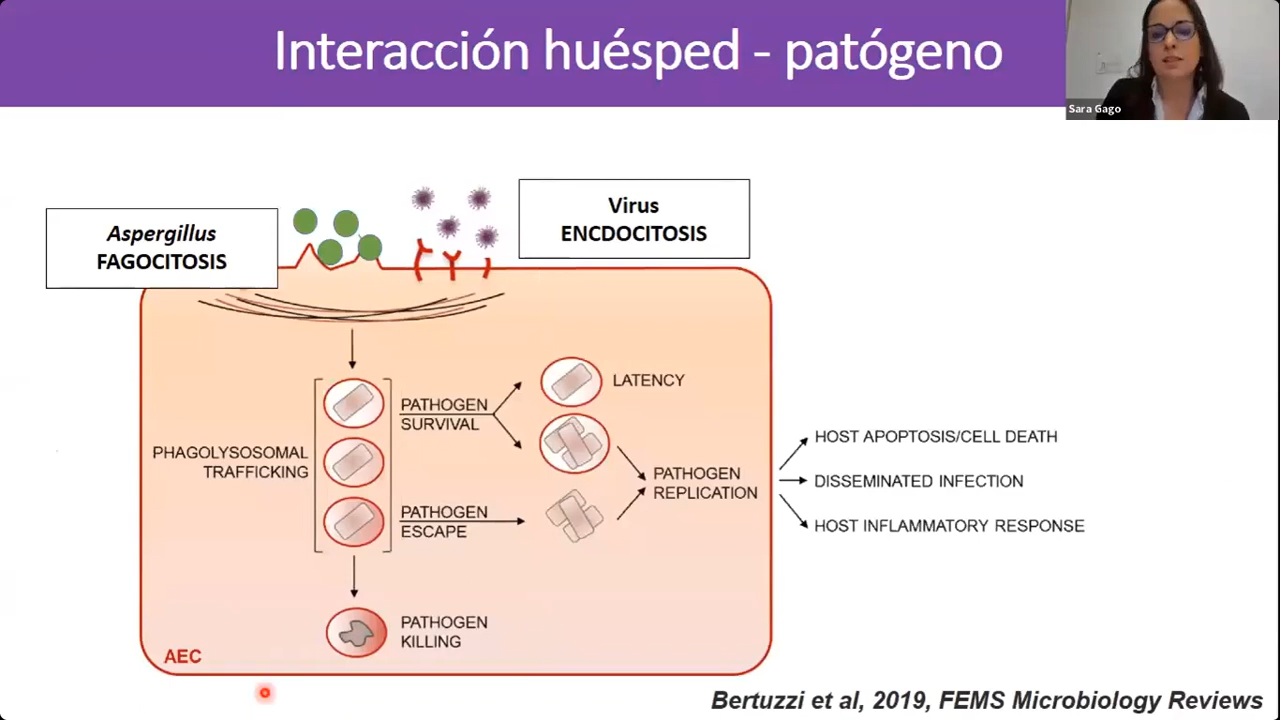 Interacción huésped - patógeno
Sara Gago
Aspergillus
FAGOCITOSIS
Virus
ENCDOCITOSIS
PHAGOLYSOSOMAL
TRAFFICKING
PATHOGEN
SURVIVAL
LATENCY
PATHOGEN
REPLICATION
PATHOGEN
ESCAPE
PATHOGEN
KILLING
AEC
HOST APOPTOSIS/CELL DEATH
DISSEMINATED INFECTION
HOST INFLAMMATORY RESPONSE
Bertuzzi et al, 2019, FEMS Microbiology Reviews